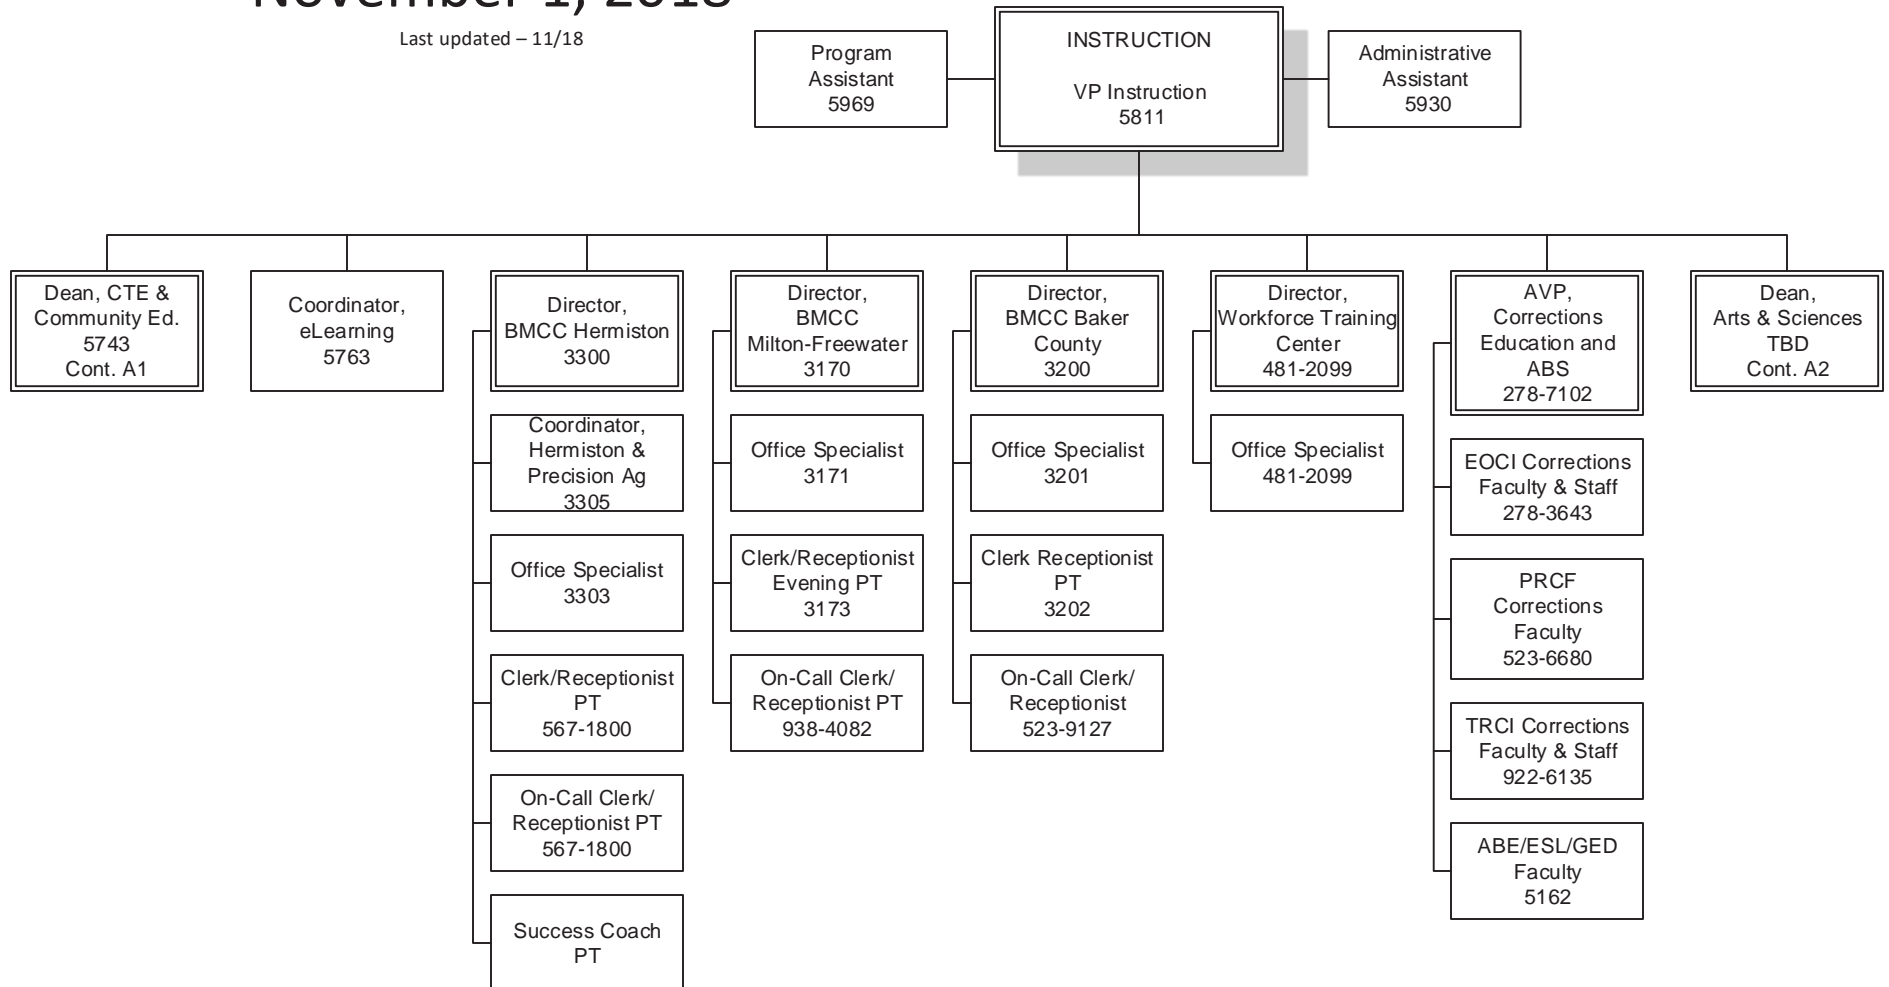 November 1, 2018
Last updated – 11/18
Program
Assistant
5969
INSTRUCTION
VP Instruction
5811
Administrative
Assistant
5930
Dean, CTE &
Community Ed.
5743
Cont. A1
Coordinator,
eLearning
5763
Director,
BMCC Hermiston
3300
Coordinator,
Hermiston &
Precision Ag
3305
Office Specialist
3303
Clerk/Receptionist
PT
567-1800
On-Call Clerk/
Receptionist PT
567-1800
Success Coach
PT
Director,
BMCC
Milton-Freewater
3170
Office Specialist
3171
Clerk/Receptionist
Evening PT
3173
On-Call Clerk/
Receptionist PT
938-4082
Director,
BMCC Baker
County
3200
Office Specialist
3201
Clerk Receptionist
PT
3202
On-Call Clerk/
Receptionist
523-9127
Director,
Workforce Training
Center
481-2099
Office Specialist
481-2099
AVP,
Corrections
Education and
ABS
278-7102
EOCI Corrections
Faculty & Staff
278-3643
PRCF
Corrections
Faculty
523-6680
TRCI Corrections
Faculty & Staff
922-6135
ABE/ESL/GED
Faculty
5162
Dean,
Arts & Sciences
TBD
Cont. A2